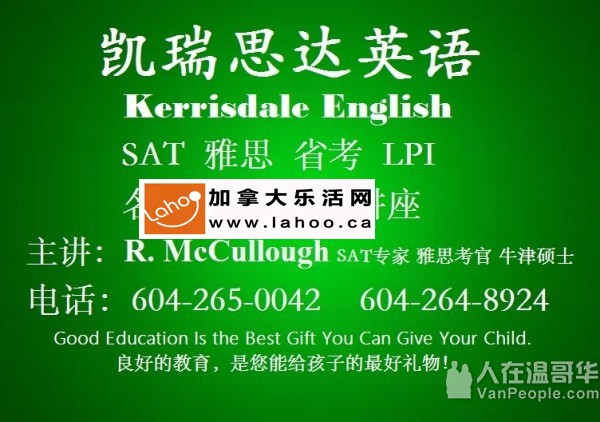 凯瑞思达英语
Kerrisdale English
SAT 雅思 省考 LPI
名 讲座
Lahoo 加拿大乐活网
www.lahoo.ca
主讲：R. McCullough SAT专家 雅思考官 牛津硕士
电话：604-265-0042 604-264-8924
Good Education Is the Best Gift You Can Give Your Child.
良好的教育，是您能给孩子的最好礼物！
人在温哥华
VanPeople.com